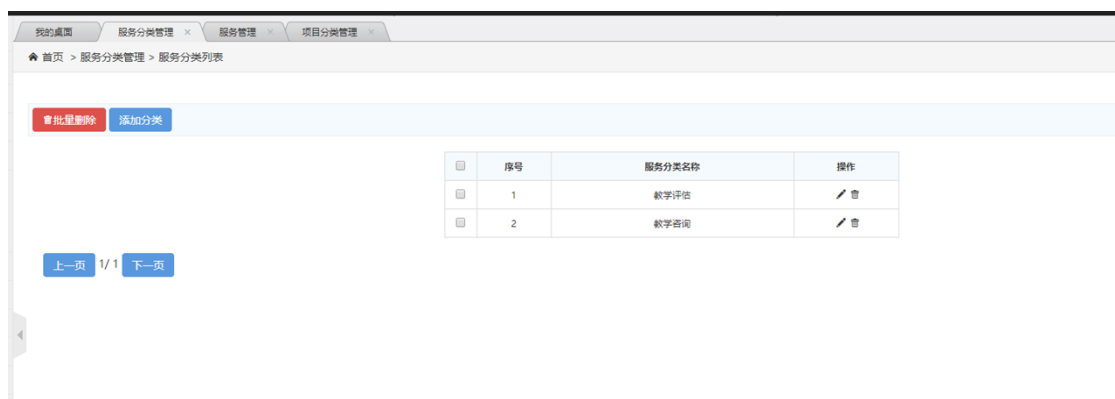 我的桌面 服务分类管理 × 服务管理 × 项目分类管理 ×
首页 > 服务分类管理 > 服务分类列表
批量删除 添加分类
序号 服务分类名称 操作
1 教学评估
2 教学咨询
上一页 1/ 1 下一页